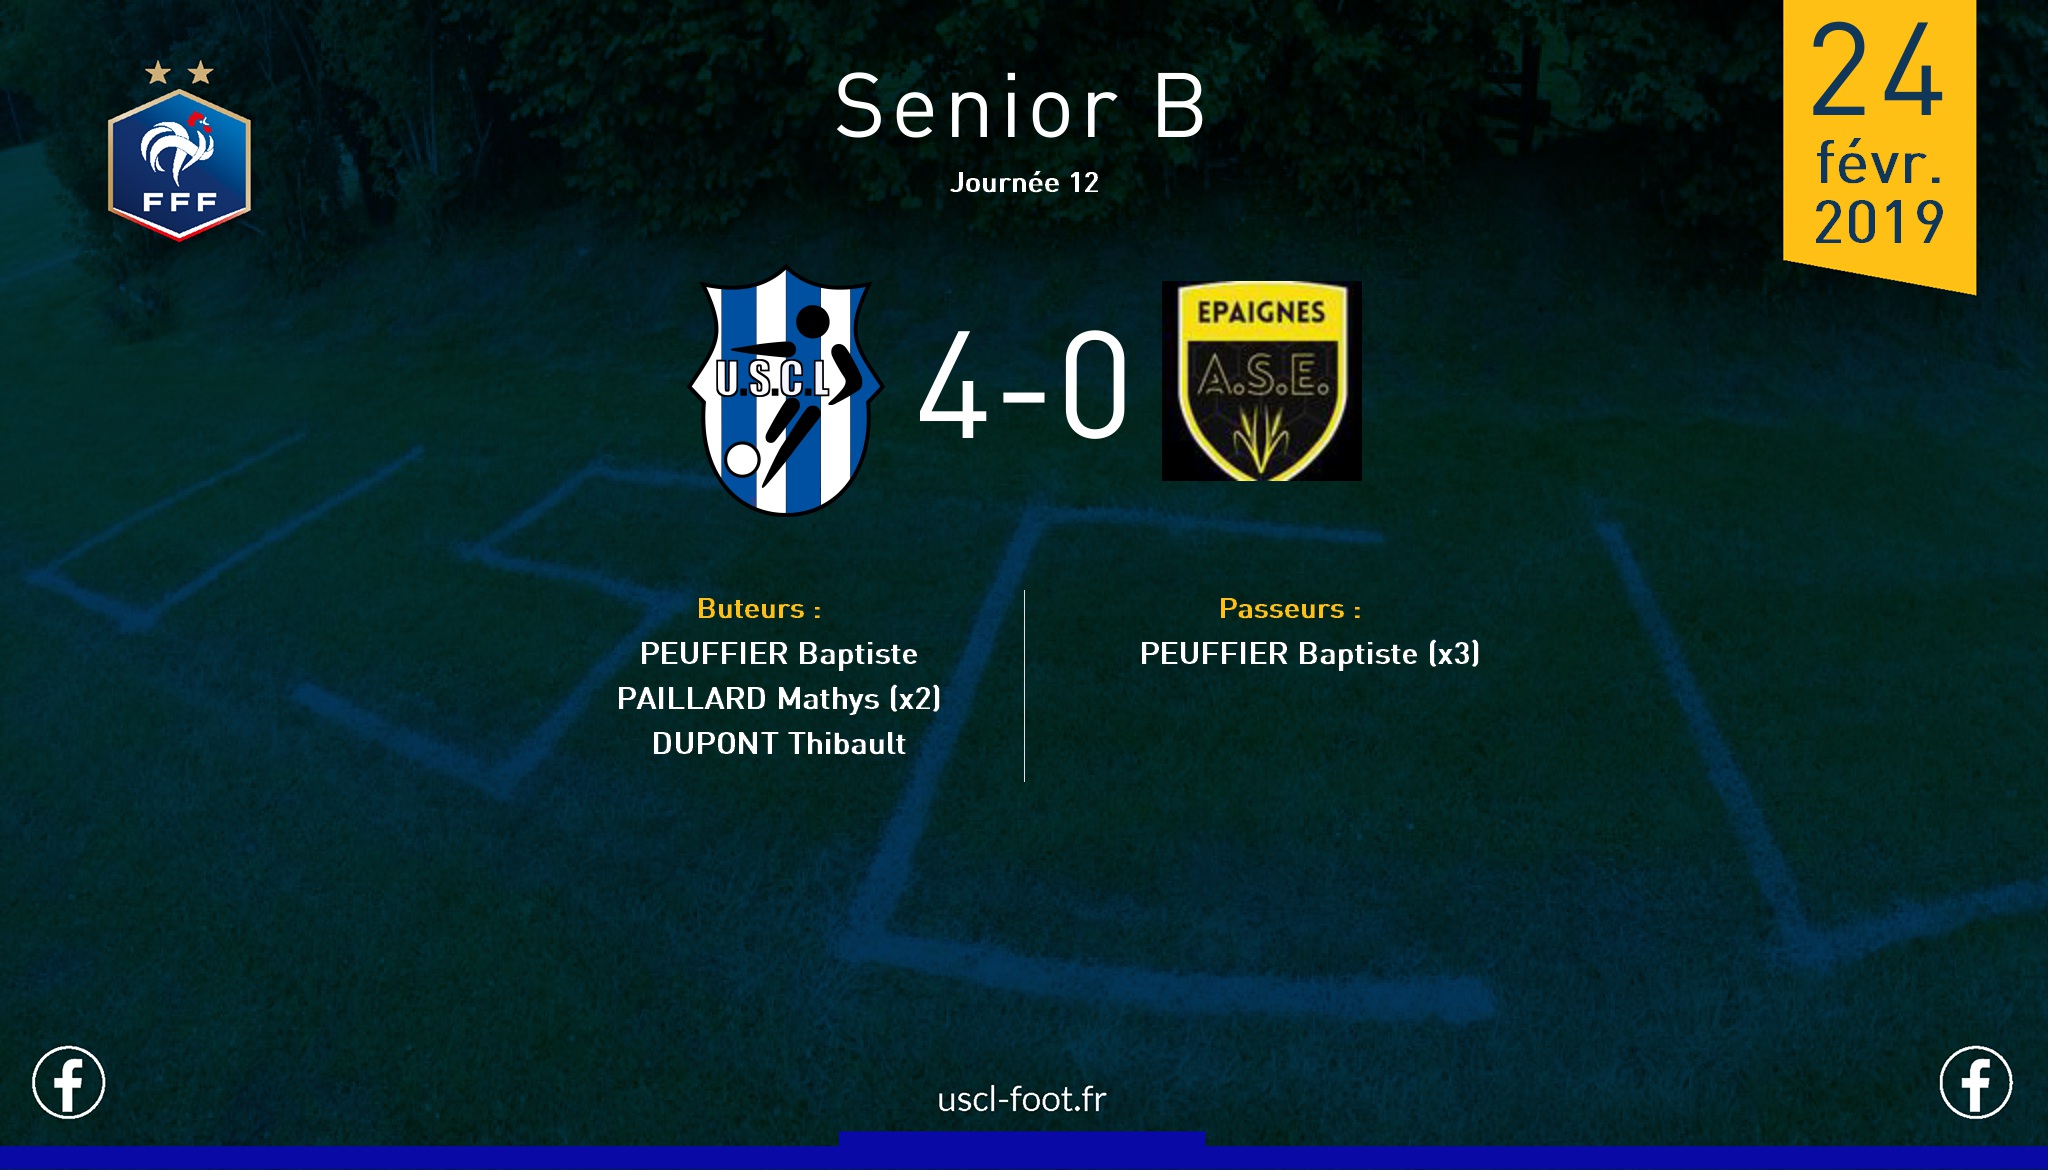 Senior B
Journée 12
24
févr.
2019
FFF
U.S.C.L
4-0
EPAIGNES
A.S.E.
Buteurs :
PEUFFIER Baptiste
PAILLARD Mathys (x2)
DUPONT Thibault
Passeurs :
PEUFFIER Baptiste (x3)
USCL
uscl-foot.fr